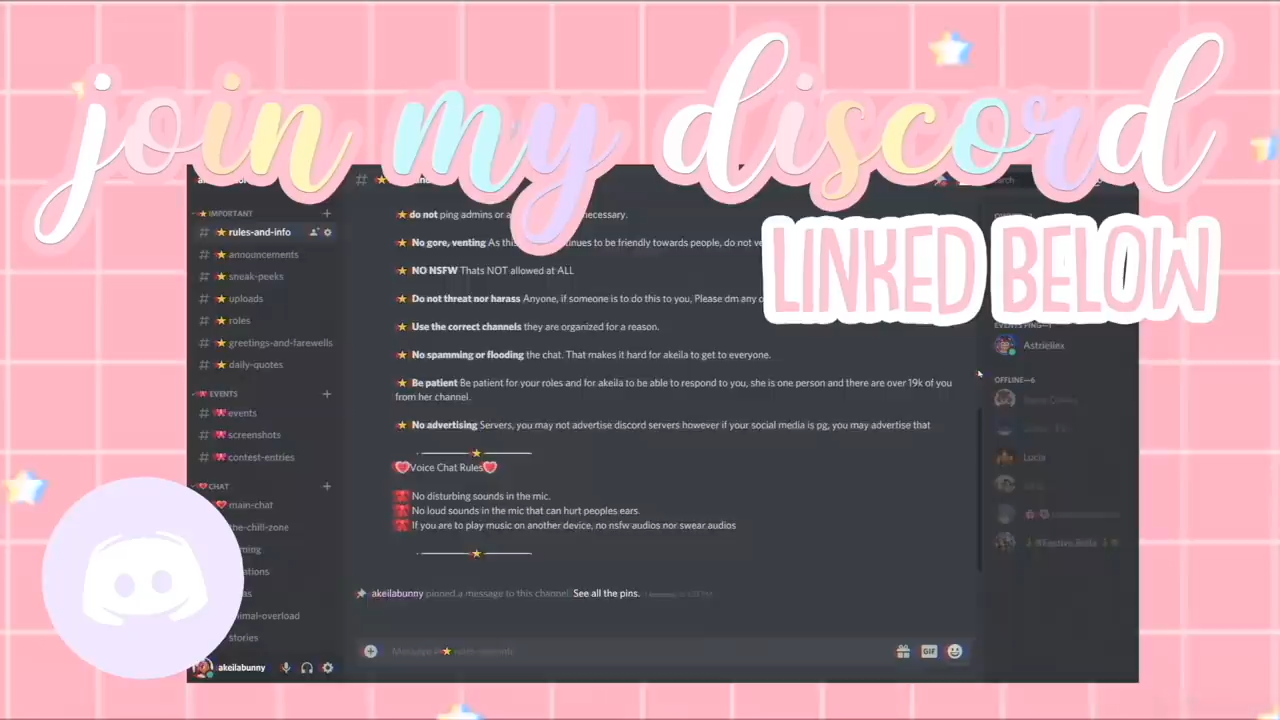 join my discord
LINKED BELOW
IMPORTANT
rules-and-info
announcements
sneak-peeks
uploads
roles
greetings-and-farewells
daily-quotes
EVENTS
events
screenshots
contest-entries
CHAT
main-chat
the-chill-zone
stories
akeilabunny
do not ping admins or necessary.
No gore, venting As this continues to be friendly towards people, do not
NO NSFW Thats NOT allowed at ALL
Do not threat nor harass Anyone, if someone is to do this to you, Please dm any
Use the correct channels they are organized for a reason.
No spamming or flooding the chat. That makes it hard for akeila to get to everyone.
Be patient Be patient for your roles and for akeila to be able to respond to you, she is one person and there are over 19k of you
from her channel.
No advertising Servers, you may not advertise discord servers however if your social media is pg, you may advertise that
Voice Chat Rules
No disturbing sounds in the mic.
No loud sounds in the mic that can hurt peoples ears.
If you are to play music on another device, no nsfw audios nor swear audios
akeilabunny pinned a message to this channel. See all the pins.
GIF
Astrielinx
OFFLINE—6
Lucia